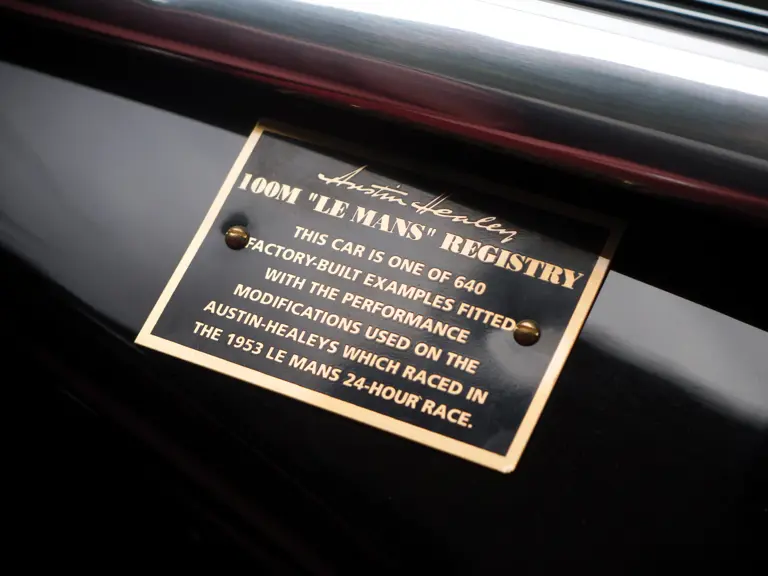 Austin Healey
100M "LE MANS" REGISTRY
THIS CAR IS ONE OF 640
FACTORY-BUILT EXAMPLES FITTED
WITH THE PERFORMANCE
MODIFICATIONS USED ON THE
AUSTIN-HEALEYS WHICH RACED IN
THE 1953 LE MANS 24-HOUR RACE.